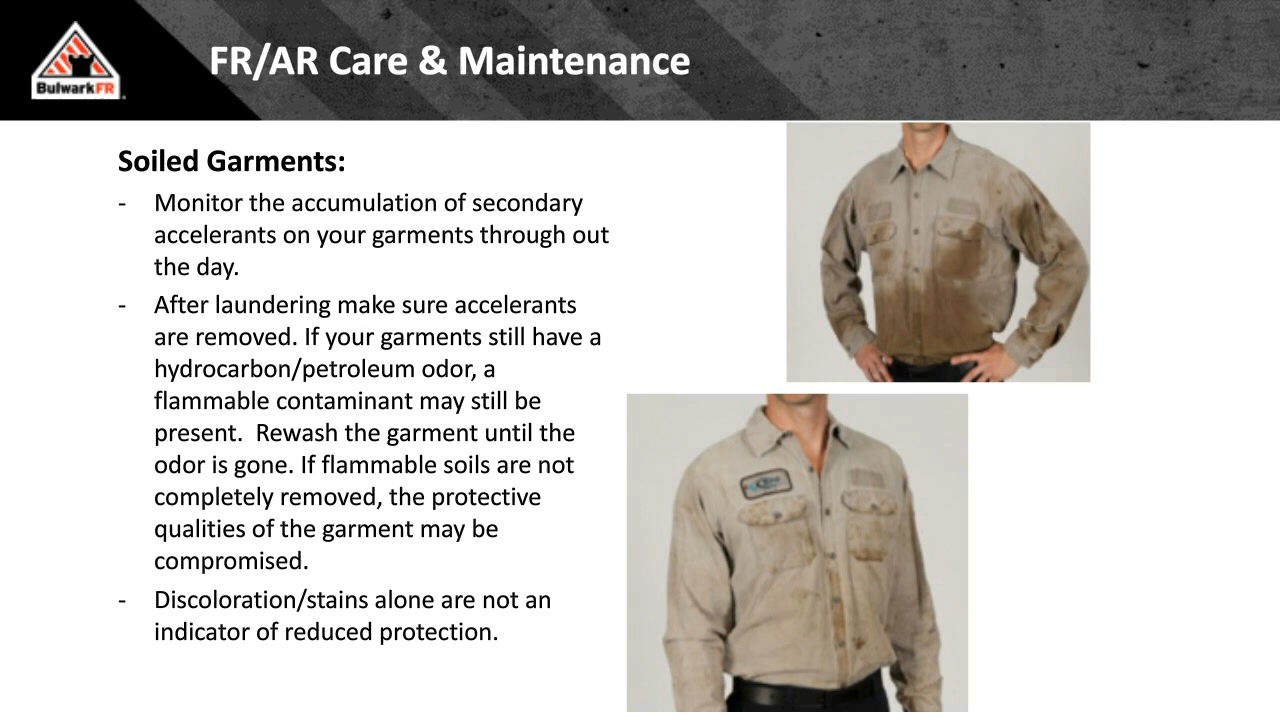 BulwarkFR
FR/AR Care & Maintenance
Soiled Garments:
- Monitor the accumulation of secondary
accelerants on your garments through out
the day.
- After laundering make sure accelerants
are removed. If your garments still have a
hydrocarbon/petroleum odor, a
flammable contaminant may still be
present.  Rewash the garment until the
odor is gone. If flammable soils are not
completely removed, the protective
qualities of the garment may be
compromised.
- Discoloration/stains alone are not an
indicator of reduced protection.